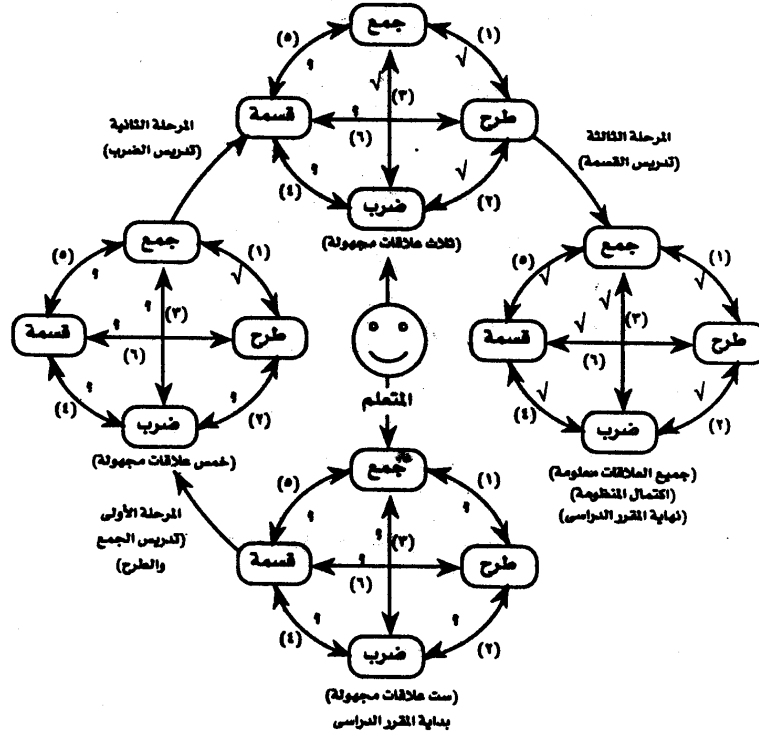 جمع
(١)
(٥)
√
؟
√
(٣)
طرح
قسمة
؟
(٦)
√
؟
(٢)
(٤)
ضرب
(ثلاث علاقات مجهولة)
المرحلة الثانية
(تدريس الضرب)
المرحلة الثالثة
(تدريس القسمة)
جمع
(١)
(٥)
√
؟
؟
(٣)
طرح
قسمة
؟
(٦)
؟
؟
(٢)
(٤)
ضرب
(خمس علاقات مجهولة)
المتعلم
جمع
(١)
(٥)
√
√
√
(٣)
طرح
قسمة
√
(٦)
√
√
(٢)
(٤)
ضرب
(جميع العلاقات معلومة)
(اكتمال المنظومة)
(نهاية المقرر الدراسى)
المرحلة الأولى
(تدريس الجمع
والطرح)
جمع
(١)
(٥)
؟
؟
؟
(٣)
طرح
قسمة
؟
(٦)
؟
؟
(٢)
(٤)
ضرب
(ست علاقات مجهولة)
بداية المقرر الدراسى